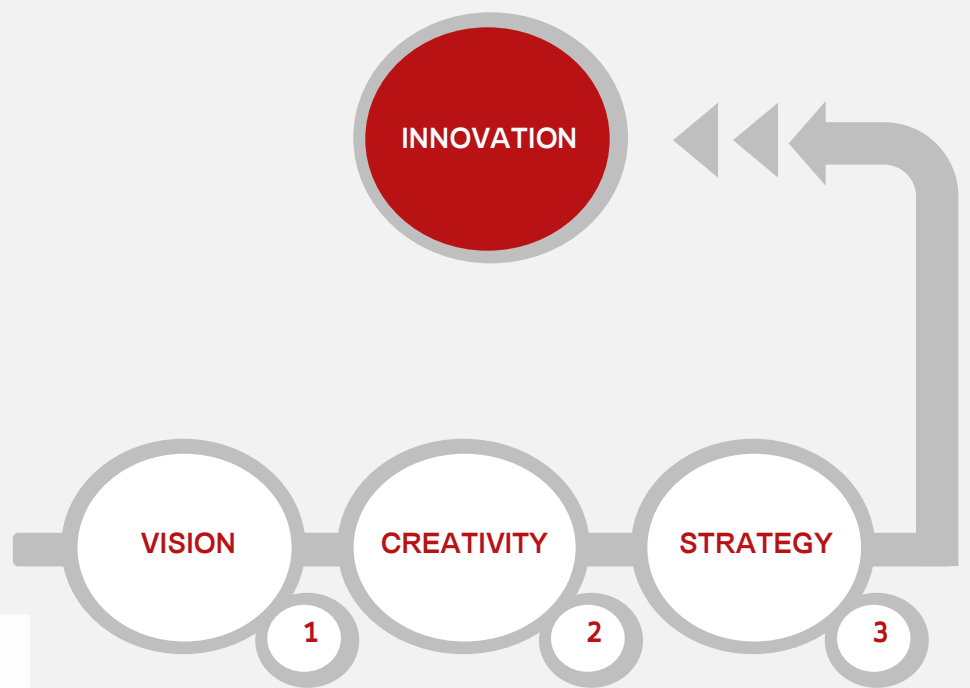 INNOVATION
VISION
CREATIVITY
STRATEGY
1
2
3